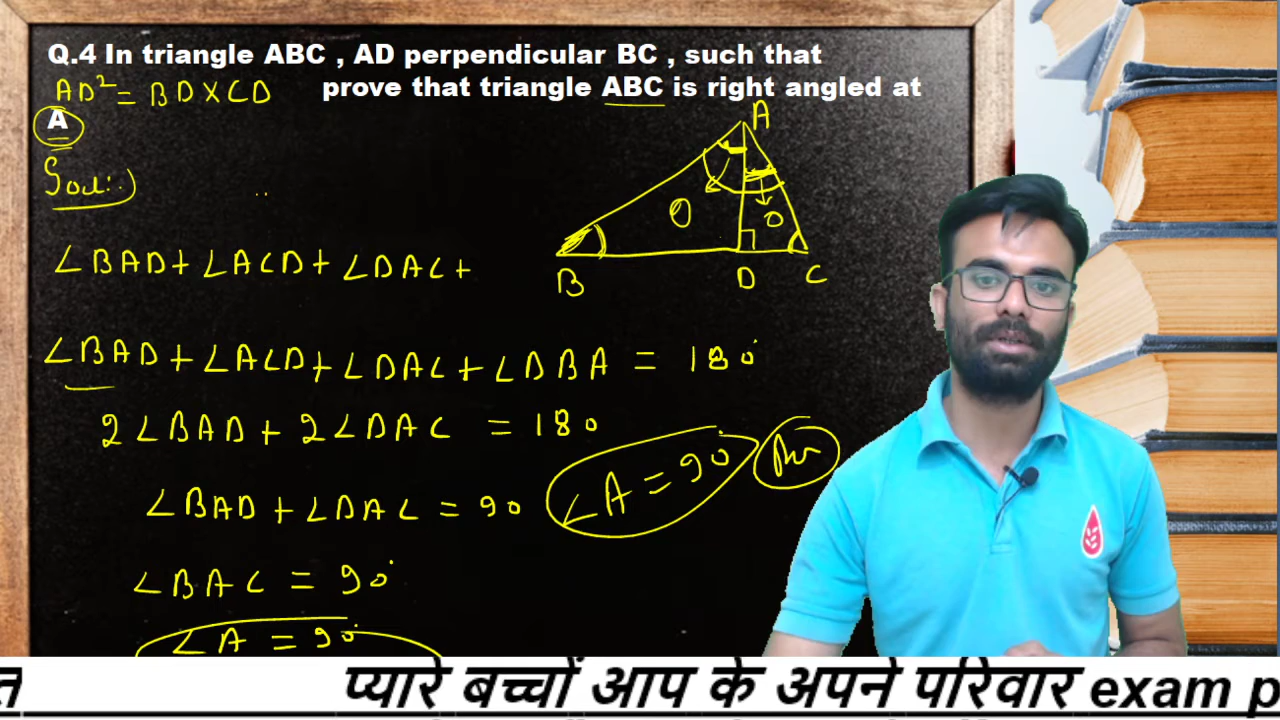 Q.4 In triangle ABC , AD perpendicular BC , such that
AD²= BD×CD prove that triangle ABC is right angled at
A
Sol:-)
A
B
D
C
θ
θ
∠BAD+ ∠ACD+ ∠DAC+
∠BAD + ∠ACD+ ∠DAC + ∠DBA = 180°
2∠BAD + 2∠DAC = 180
∠BAD + ∠DAC = 90
∠A = 90°
∠BAC = 90°
∠A = 90°
त प्यारे बच्चों आप के अपने परिवार exam p